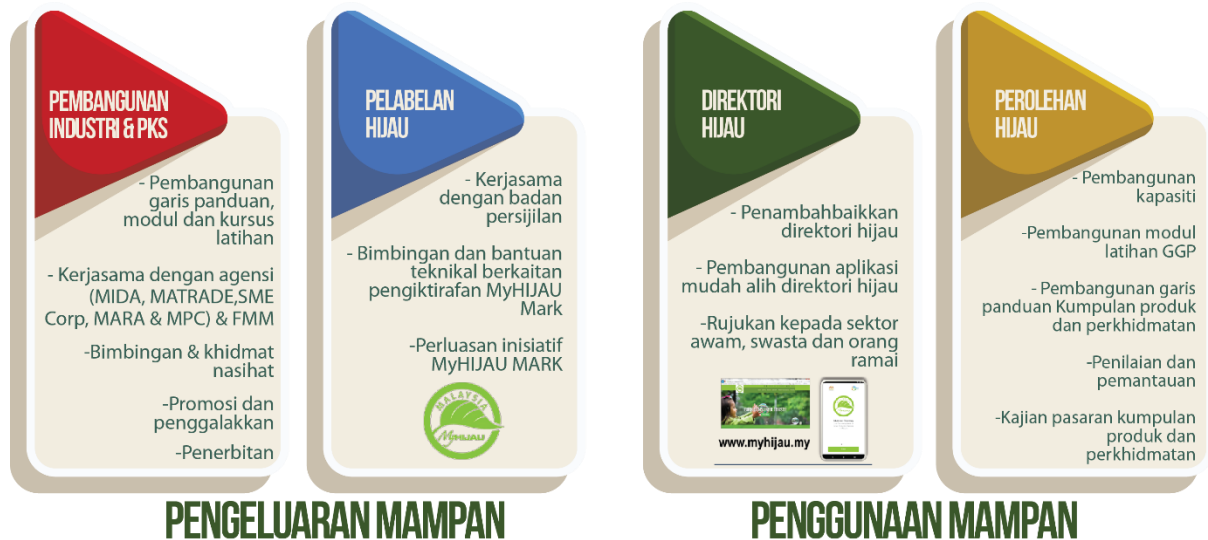 PEMBANGUNAN
INDUSTRI & PKS
- Pembangunan
garis panduan,
modul dan kursus
latihan
- Kerjasama dengan agensi
(MIDA, MATRADE,SME
Corp, MARA & MPC) & FMM
-Bimbingan & khidmat
nasihat
-Promosi dan
penggalakkan
-Penerbitan
PELABELAN
HIJAU
- Kerjasama
dengan badan
persijilan
- Bimbingan dan bantuan
teknikal berkaitan
pengiktirafan MyHIJAU
Mark
-Perluasan inisiatif
MyHIJAU MARK
MALAYSIA
MyHIJAU
PENGELUARAN MAMPAN
DIREKTORI
HIJAU
- Penambahbaikkan
direktori hijau
- Pembangunan aplikasi
mudah alih direktori hijau
-Rujukan kepada sektor
awam, swasta dan orang
ramai
www.myhijau.my
PEROLEHAN
HIJAU
- Pembangunan
kapasiti
-Pembangunan modul
latihan GGP
- Pembangunan garis
panduan Kumpulan produk
dan perkhidmatan
-Penilaian dan
pemantauan
-Kajian pasaran kumpulan
produk dan
perkhidmatan
PENGGUNAAN MAMPAN